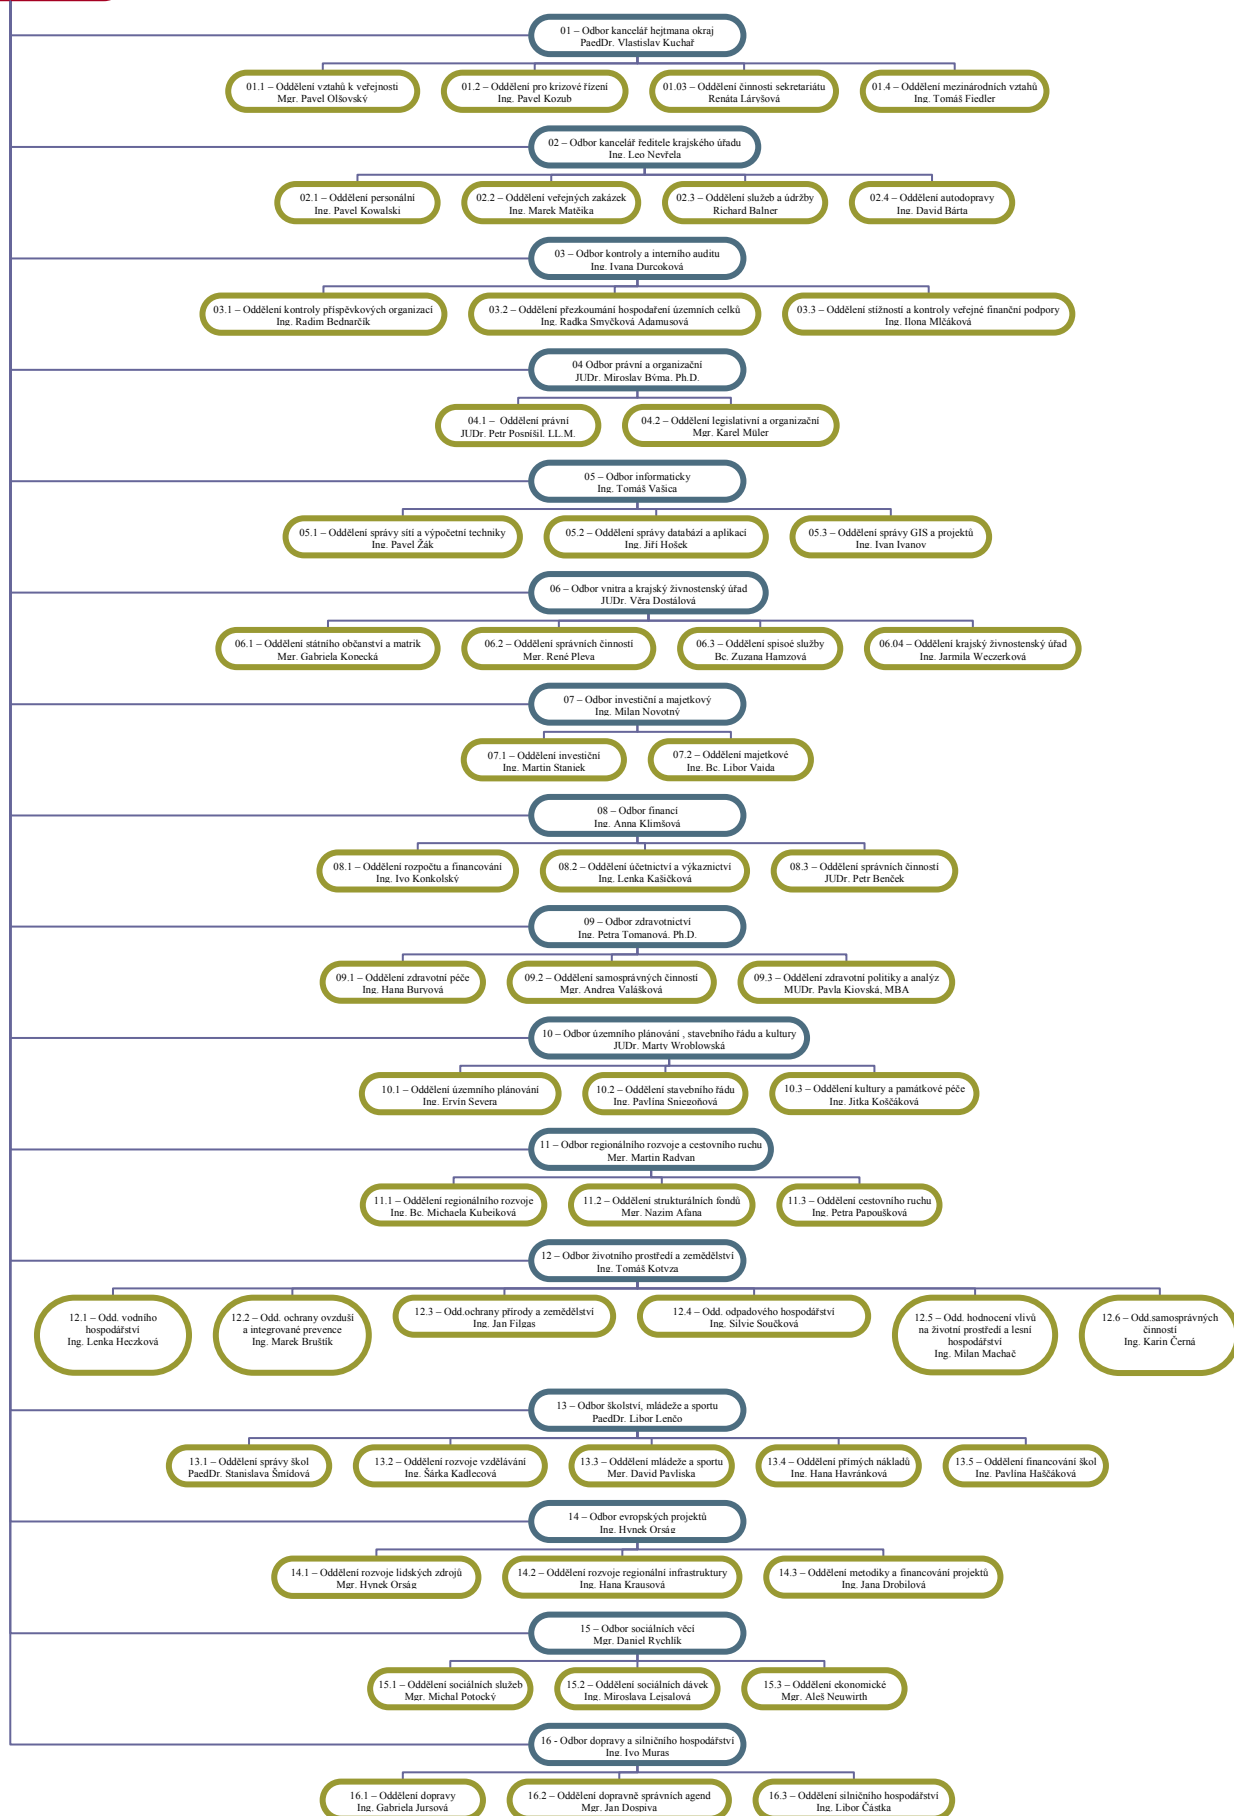 01 – Odbor kancelář hejtmana okraj
PaedDr. Vlastislav Kuchař
01.1 – Oddělení vztahů k veřejnosti
Mgr. Pavel Olšovský
01.2 – Oddělení pro krizové řízení
Ing. Pavel Kozub
01.03 – Oddělení činnosti sekretariátu
Renáta Láryšová
01.4 – Oddělení mezinárodních vztahů
Ing. Tomáš Fiedler
02 – Odbor kancelář ředitele krajského úřadu
Ing. Leo Nevřela
02.1 – Oddělení personální
Ing. Pavel Kowalski
02.2 – Oddělení veřejných zakázek
Ing. Marek Matějka
02.3 – Oddělení služeb a údržby
Richard Balner
02.4 – Oddělení autodopravy
Ing. David Bárta
03 – Odbor kontroly a interního auditu
Ing. Ivana Durcoková
03.1 – Oddělení kontroly příspěvkových organizací
Ing. Radim Bednarčík
03.2 – Oddělení přezkoumání hospodaření územních celků
Ing. Radka Smyčková Adamusová
03.3 – Oddělení stížností a kontroly veřejné finanční podpory
Ing. Ilona Mlčáková
04 Odbor právní a organizační
JUDr. Miroslav Býma, Ph.D.
04.1 – Oddělení právní
JUDr. Petr Pospíšil, LL.M.
04.2 – Oddělení legislativní a organizační
Mgr. Karel Müler
05 – Odbor informaticky
Ing. Tomáš Vašica
05.1 – Oddělení správy sítí a výpočetní techniky
Ing. Pavel Žák
05.2 – Oddělení správy databází a aplikací
Ing. Jiří Hošek
05.3 – Oddělení správy GIS a projektů
Ing. Ivan Ivanov
06 – Odbor vnitra a krajský živnostenský úřad
JUDr. Věra Dostálová
06.1 – Oddělení státního občanství a matrik
Mgr. Gabriela Konecká
06.2 – Oddělení správních činností
Mgr. René Pleva
06.3 – Oddělení spisoé služby
Bc. Zuzana Hamzová
06.04 – Oddělení krajský živnostenský úřad
Ing. Jarmila Weczerková
07 – Odbor investiční a majetkový
Ing. Milan Novotný
07.1 – Oddělení investiční
Ing. Martin Staniek
07.2 – Oddělení majetkové
Ing. Bc. Libor Vajda
08 – Odbor financí
Ing. Anna Klimšová
08.1 – Oddělení rozpočtu a financování
Ing. Ivo Konkolský
08.2 – Oddělení účetnictví a výkaznictví
Ing. Lenka Kašičková
08.3 – Oddělení správních činností
JUDr. Petr Benček
09 – Odbor zdravotnictví
Ing. Petra Tomanová, Ph.D.
09.1 – Oddělení zdravotní péče
Ing. Hana Buryová
09.2 – Oddělení samosprávných činností
Mgr. Andrea Valášková
09.3 – Oddělení zdravotní politiky a analýz
MUDr. Pavla Kiovská, MBA
10 – Odbor územního plánování , stavebního řádu a kultury
JUDr. Marty Wroblowská
10.1 – Oddělení územního plánování
Ing. Ervín Severa
10.2 – Oddělení stavebního řádu
Ing. Pavlína Sniegoňová
10.3 – Oddělení kultury a památkové péče
Ing. Jitka Koščáková
11 – Odbor regionálního rozvoje a cestovního ruchu
Mgr. Martin Radvan
11.1 – Oddělení regionálního rozvoje
Ing. Bc. Michaela Kubejková
11.2 – Oddělení strukturálních fondů
Mgr. Nazim Afana
11.3 – Oddělení cestovního ruchu
Ing. Petra Papoušková
12 – Odbor životního prostředí a zemědělství
Ing. Tomáš Kotyza
12.1 – Odd. vodního
hospodářství
Ing. Lenka Heczková
12.2 – Odd. ochrany ovzduší
a integrované prevence
Ing. Marek Bruštík
12.3 – Odd.ochrany přírody a zemědělství
Ing. Jan Filgas
12.4 – Odd. odpadového hospodářství
Ing. Silvie Součková
12.5 – Odd. hodnocení vlivů
na životní prostředí a lesní
hospodářství
Ing. Milan Machač
12.6 – Odd.samosprávných
činností
Ing. Karin Černá
13 – Odbor školství, mládeže a sportu
PaedDr. Libor Lenčo
13.1 – Oddělení správy škol
PaedDr. Stanislava Šmídová
13.2 – Oddělení rozvoje vzdělávání
Ing. Šárka Kadlecová
13.3 – Oddělení mládeže a sportu
Mgr. David Pavliska
13.4 – Oddělení přímých nákladů
Ing. Hana Havránková
13.5 – Oddělení financování škol
Ing. Pavlína Haščáková
14 – Odbor evropských projektů
Ing. Hynek Orság
14.1 – Oddělení rozvoje lidských zdrojů
Mgr. Hynek Orság
14.2 – Oddělení rozvoje regionální infrastruktury
Ing. Hana Krausová
14.3 – Oddělení metodiky a financování projektů
Ing. Jana Drobilová
15 – Odbor sociálních věcí
Mgr. Daniel Rychlík
15.1 – Oddělení sociálních služeb
Mgr. Michal Potocký
15.2 – Oddělení sociálních dávek
Ing. Miroslava Lejsalová
15.3 – Oddělení ekonomické
Mgr. Aleš Neuwirth
16 - Odbor dopravy a silničního hospodářství
Ing. Ivo Muras
16.1 – Oddělení dopravy
Ing. Gabriela Jursová
16.2 – Oddělení dopravně správních agend
Mgr. Jan Dospiva
16.3 – Oddělení silničního hospodářství
Ing. Libor Částka